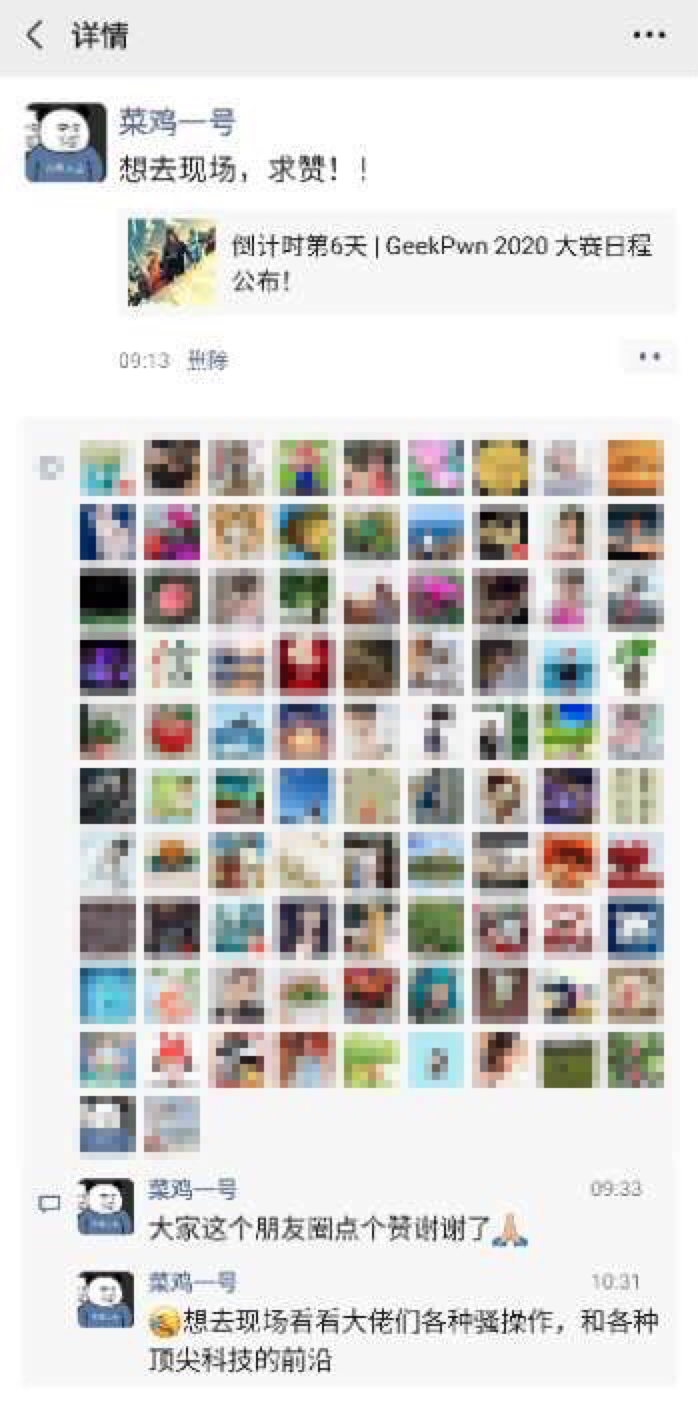 详情
菜鸡一号
想去现场，求赞！！
倒计时第6天 | GeekPwn 2020 大赛日程
公布！
09:13 删除
菜鸡一号 09:33
大家这个朋友圈点个赞谢谢了🙏🏻
菜鸡一号 10:31
想去现场看看大佬们各种骚操作，和各种
顶尖科技的前沿